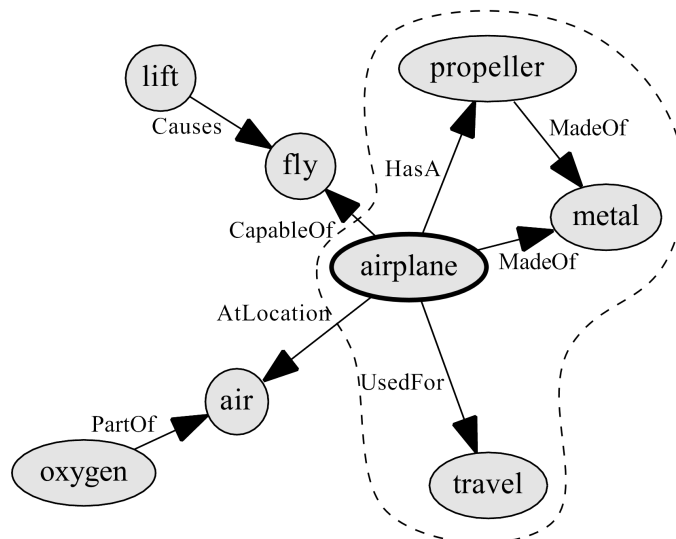 propeller
lift
Causes
MadeOf
fly
HasA
metal
CapableOf
airplane
MadeOf
AtLocation
UsedFor
air
PartOf
oxygen
travel